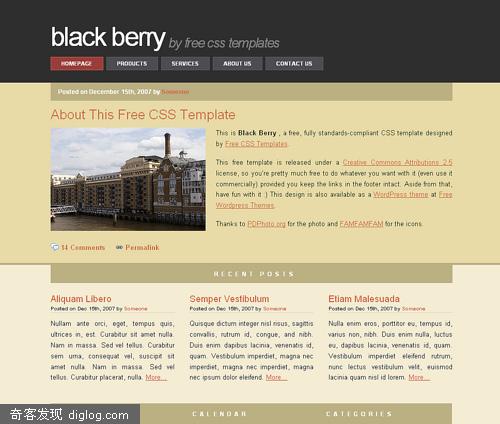 black berry by free css templates
HOMEPAGE PRODUCTS SERVICES ABOUT US CONTACT US
Posted on December 15th, 2007 by Someone
About This Free CSS Template
This is Black Berry , a free, fully standards-compliant CSS template designed
by Free CSS Templates.
This free template is released under a Creative Commons Attributions 2.5
license, so you're pretty much free to do whatever you want with it (even use it
commercially) provided you keep the links in the footer intact. Aside from that,
have fun with it :) This design is also available as a WordPress theme at Free
Wordpress Themes.
Thanks to PDPhoto.org for the photo and FAMFAMFAM for the icons.
14 Comments Permalink
RECENT POSTS
Aliquam Libero
Posted on Dec 15th, 2007 by Someone
Nullam ante orci, eget, tempus quis,
ultrices in, est. Curabitur sit amet nulla.
Nam in massa. Sed vel tellus. Curabitur
sem urna, consequat vel, suscipit sit
amet nulla. Nam in massa. Sed vel
tellus. Curabitur placerat, nulla. More…
Semper Vestibulum
Posted on Dec 15th, 2007 by Someone
Quisque dictum integer nisl risus, sagittis
convallis, rutrum id, congue, and nibh.
Duis enim dapibus lacinia, venenatis id,
quam. Vestibulum imperdiet, magna nec
imperdiet, magna nec imperdiet, magna
nec ipsum dolor eleifend. More…
Etiam Malesuada
Posted on Dec 15th, 2007 by Someone
Nulla enim eros, porttitor eu, tempus id,
varius non, nibh. Duis enim nulla, luctus
eu, dapibus lacinia, venenatis id, quam.
Vestibulum imperdiet eleifend rutrum,
nunc lectus vestibulum velit, euismod
lacinia quam nisl id lorem. More…
CALENDAR CATEGORIES
奇客发现 diglog.com